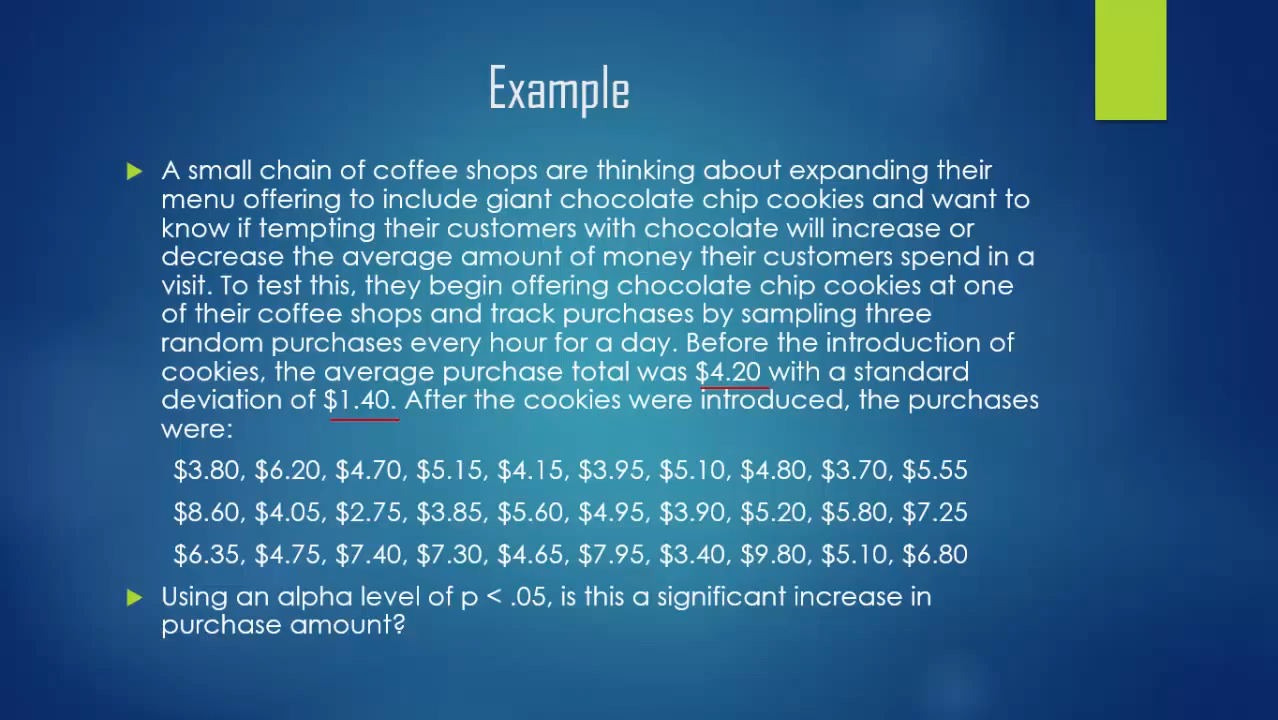 Example
A small chain of coffee shops are thinking about expanding their
menu offering to include giant chocolate chip cookies and want to
know if tempting their customers with chocolate will increase or
decrease the average amount of money their customers spend in a
visit. To test this, they begin offering chocolate chip cookies at one
of their coffee shops and track purchases by sampling three
random purchases every hour for a day. Before the introduction of
cookies, the average purchase total was $4.20 with a standard
deviation of $1.40. After the cookies were introduced, the purchases
were:
$3.80, $6.20, $4.70, $5.15, $4.15, $3.95, $5.10, $4.80, $3.70, $5.55
$8.60, $4.05, $2.75, $3.85, $5.60, $4.95, $3.90, $5.20, $5.80, $7.25
$6.35, $4.75, $7.40, $7.30, $4.65, $7.95, $3.40, $9.80, $5.10, $6.80
Using an alpha level of p < .05, is this a significant increase in
purchase amount?